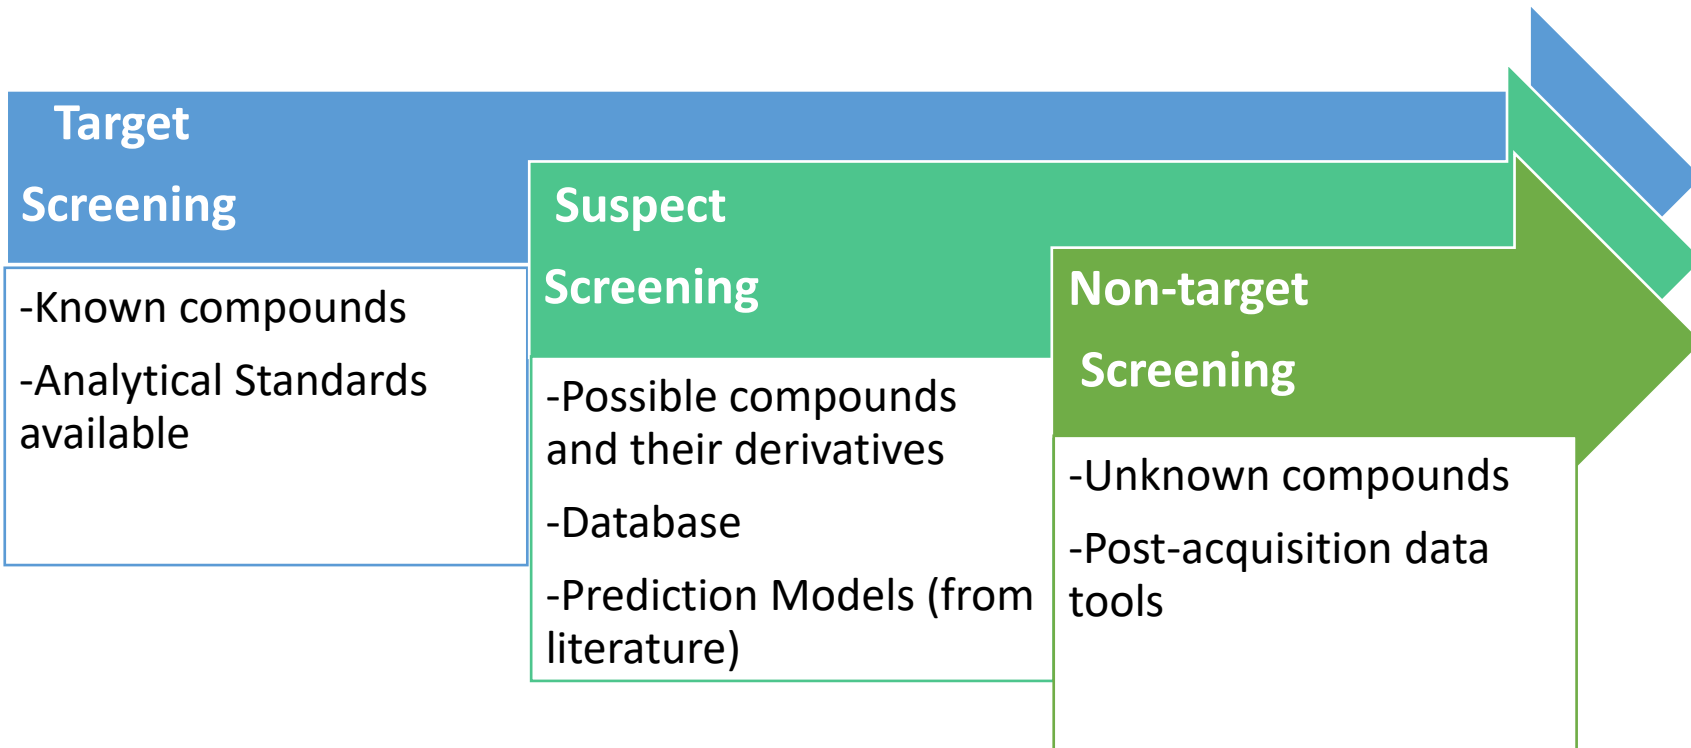 Target
Screening
-Known compounds
-Analytical Standards
available
Suspect
Screening
-Possible compounds
and their derivatives
-Database
-Prediction Models (from
literature)
Non-target
Screening
-Unknown compounds
-Post-acquisition data
tools